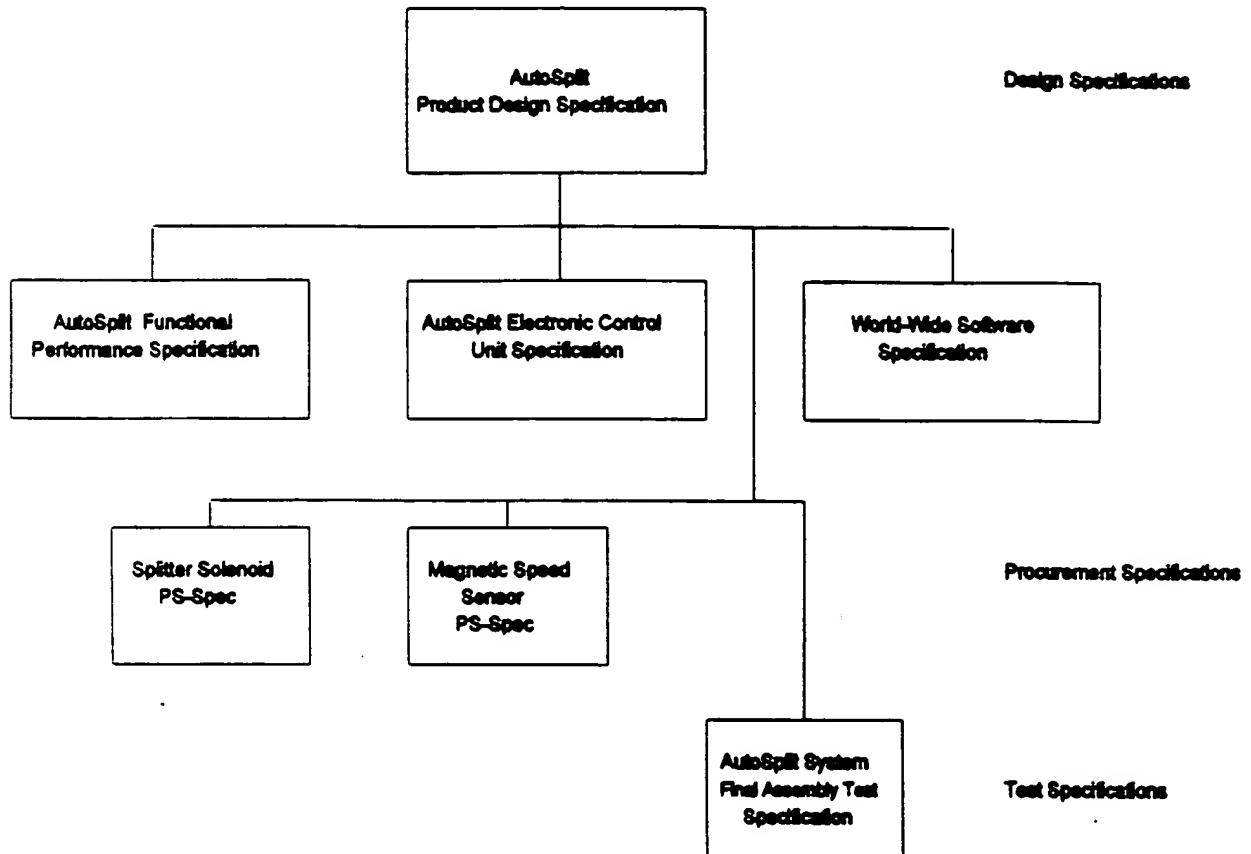 AutoSplit
Product Design Specification
Design Specifications
AutoSplit Functional
Performance Specification
AutoSplit Electronic Control
Unit Specification
World-Wide Software
Specification
Splitter Solenoid
PS-Spec
Magnetic Speed
Sensor
PS-Spec
Procurement Specifications
AutoSplit System
Final Assembly Test
Specification
Test Specifications